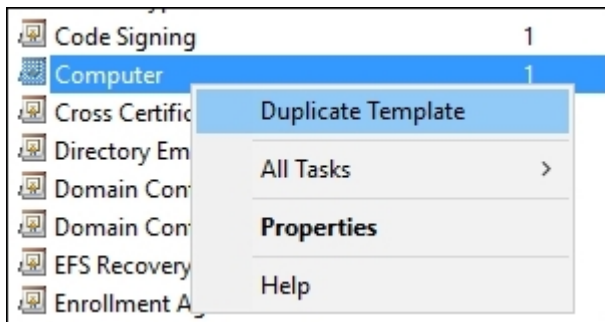 Code Signing 1
Computer 1
Cross Certific
Duplicate Template
Directory Em
All Tasks
Domain Con
Domain Con
Properties
EFS Recovery
Help
Enrollment A